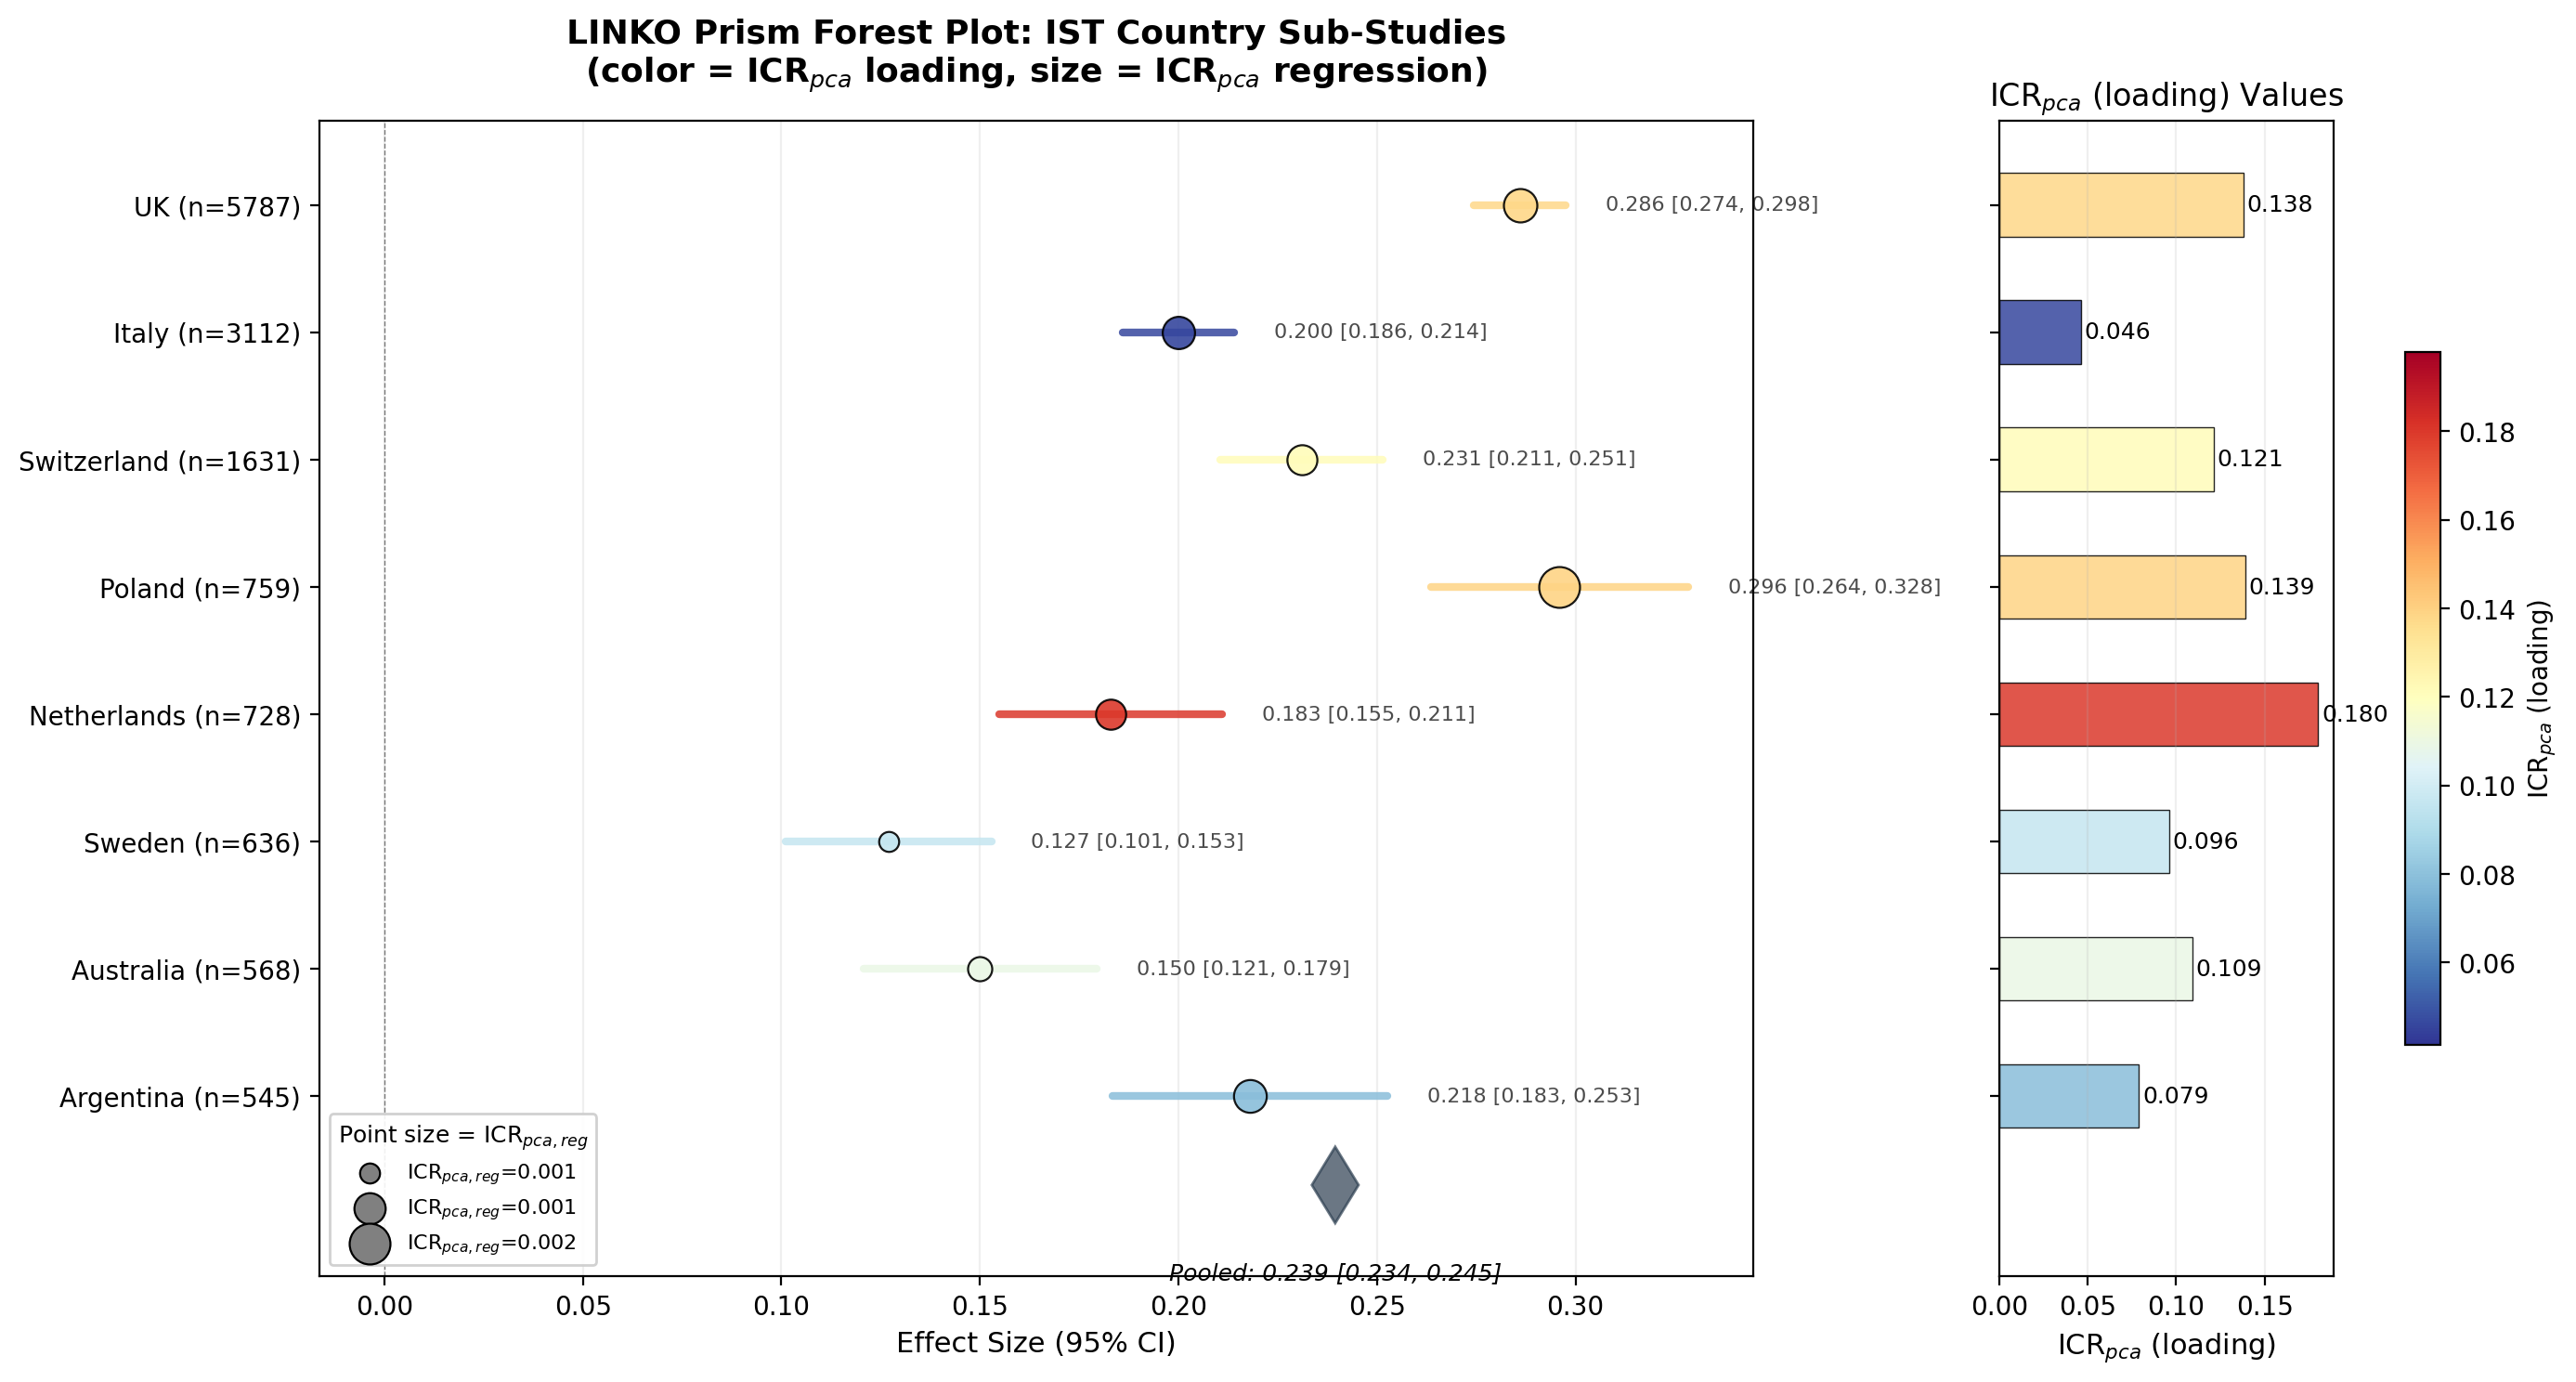 LINKO Prism Forest Plot: IST Country Sub-Studies
(color = ICRpca loading, size = ICRpca regression)
UK (n=5787)
0.286 [0.274, 0.298]
Italy (n=3112)
0.200 [0.186, 0.214]
Switzerland (n=1631)
0.231 [0.211, 0.251]
Poland (n=759)
0.296 [0.264, 0.328]
Netherlands (n=728)
0.183 [0.155, 0.211]
Sweden (n=636)
0.127 [0.101, 0.153]
Australia (n=568)
0.150 [0.121, 0.179]
Argentina (n=545)
0.218 [0.183, 0.253]
Point size = ICRpca, reg
ICRpca, reg=0.001
ICRpca, reg=0.001
ICRpca, reg=0.002
Pooled: 0.239 [0.234, 0.245]
0.00 0.05 0.10 0.15 0.20 0.25 0.30
Effect Size (95% CI)
ICRpca (loading) Values
0.138
0.046
0.121
0.139
0.180
0.096
0.109
0.079
0.00 0.05 0.10 0.15
ICRpca (loading)
0.18
0.16
0.14
0.12
0.10
0.08
0.06
ICRpca (loading)